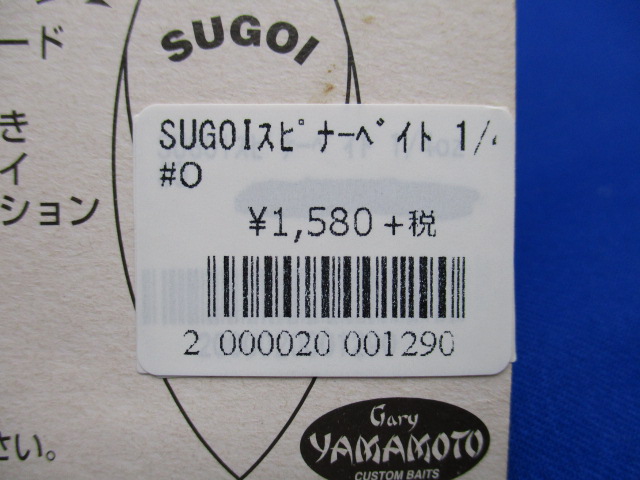 ード
SUGOI
き
イ
ション
SUGOIｽﾋﾟﾅｰﾍﾞｲﾄ 1/
#0
¥1,580+税
2 000020 001290
さい。
Gary
YAMAMOTO
CUSTOM BAITS